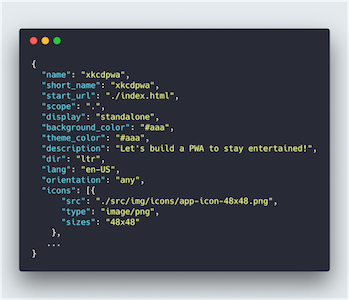 {
"name": "xkcdpwa",
"short_name": "xkcdpwa",
"start_url": "./index.html",
"scope": ".",
"display": "standalone",
"background_color": "#aaa",
"theme_color": "#aaa",
"description": "Let's build a PWA to stay entertained!",
"dir": "ltr",
"lang": "en-US",
"orientation": "any",
"icons": [{
"src": "./src/img/icons/app-icon-48x48.png",
"type": "image/png",
"sizes": "48x48"
},
...
}